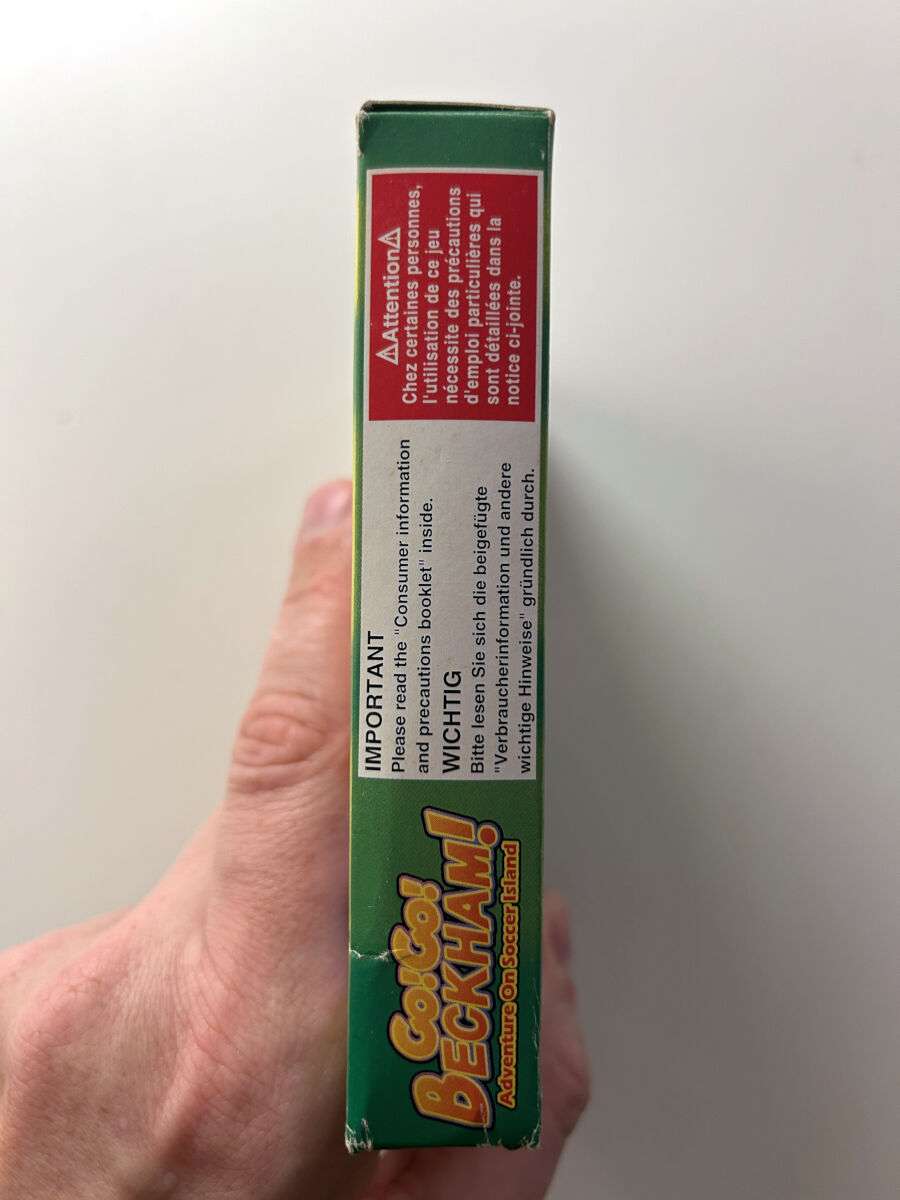 Go! Go!
BECKHAM!
Adventure On Soccer Island
IMPORTANT
Please read the "Consumer information
and precautions booklet" inside.
WICHTIG
Bitte lesen Sie sich die beigefügte
"Verbraucherinformation und andere
wichtige Hinweise" gründlich durch.
⚠Attention⚠
Chez certaines personnes,
l'utilisation de ce jeu
nécessite des précautions
d'emploi particulières qui
sont détaillées dans la
notice ci-jointe.